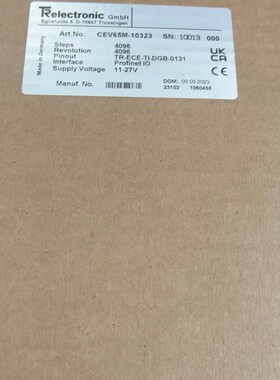 TRelectronic GmbH
Eglishalde 6 D-78647 Trossingen
Made in Germany
Art.No: CEV65M-10323 SN: 10013 000
Steps 4096
Revolution 4096
Pinout TR-ECE-TI-DGB-0131
Interface Profinet IO
Supply Voltage 11-27V
UK CA
Manuf. No.
DOM: 09.03.2023
23102 1860456